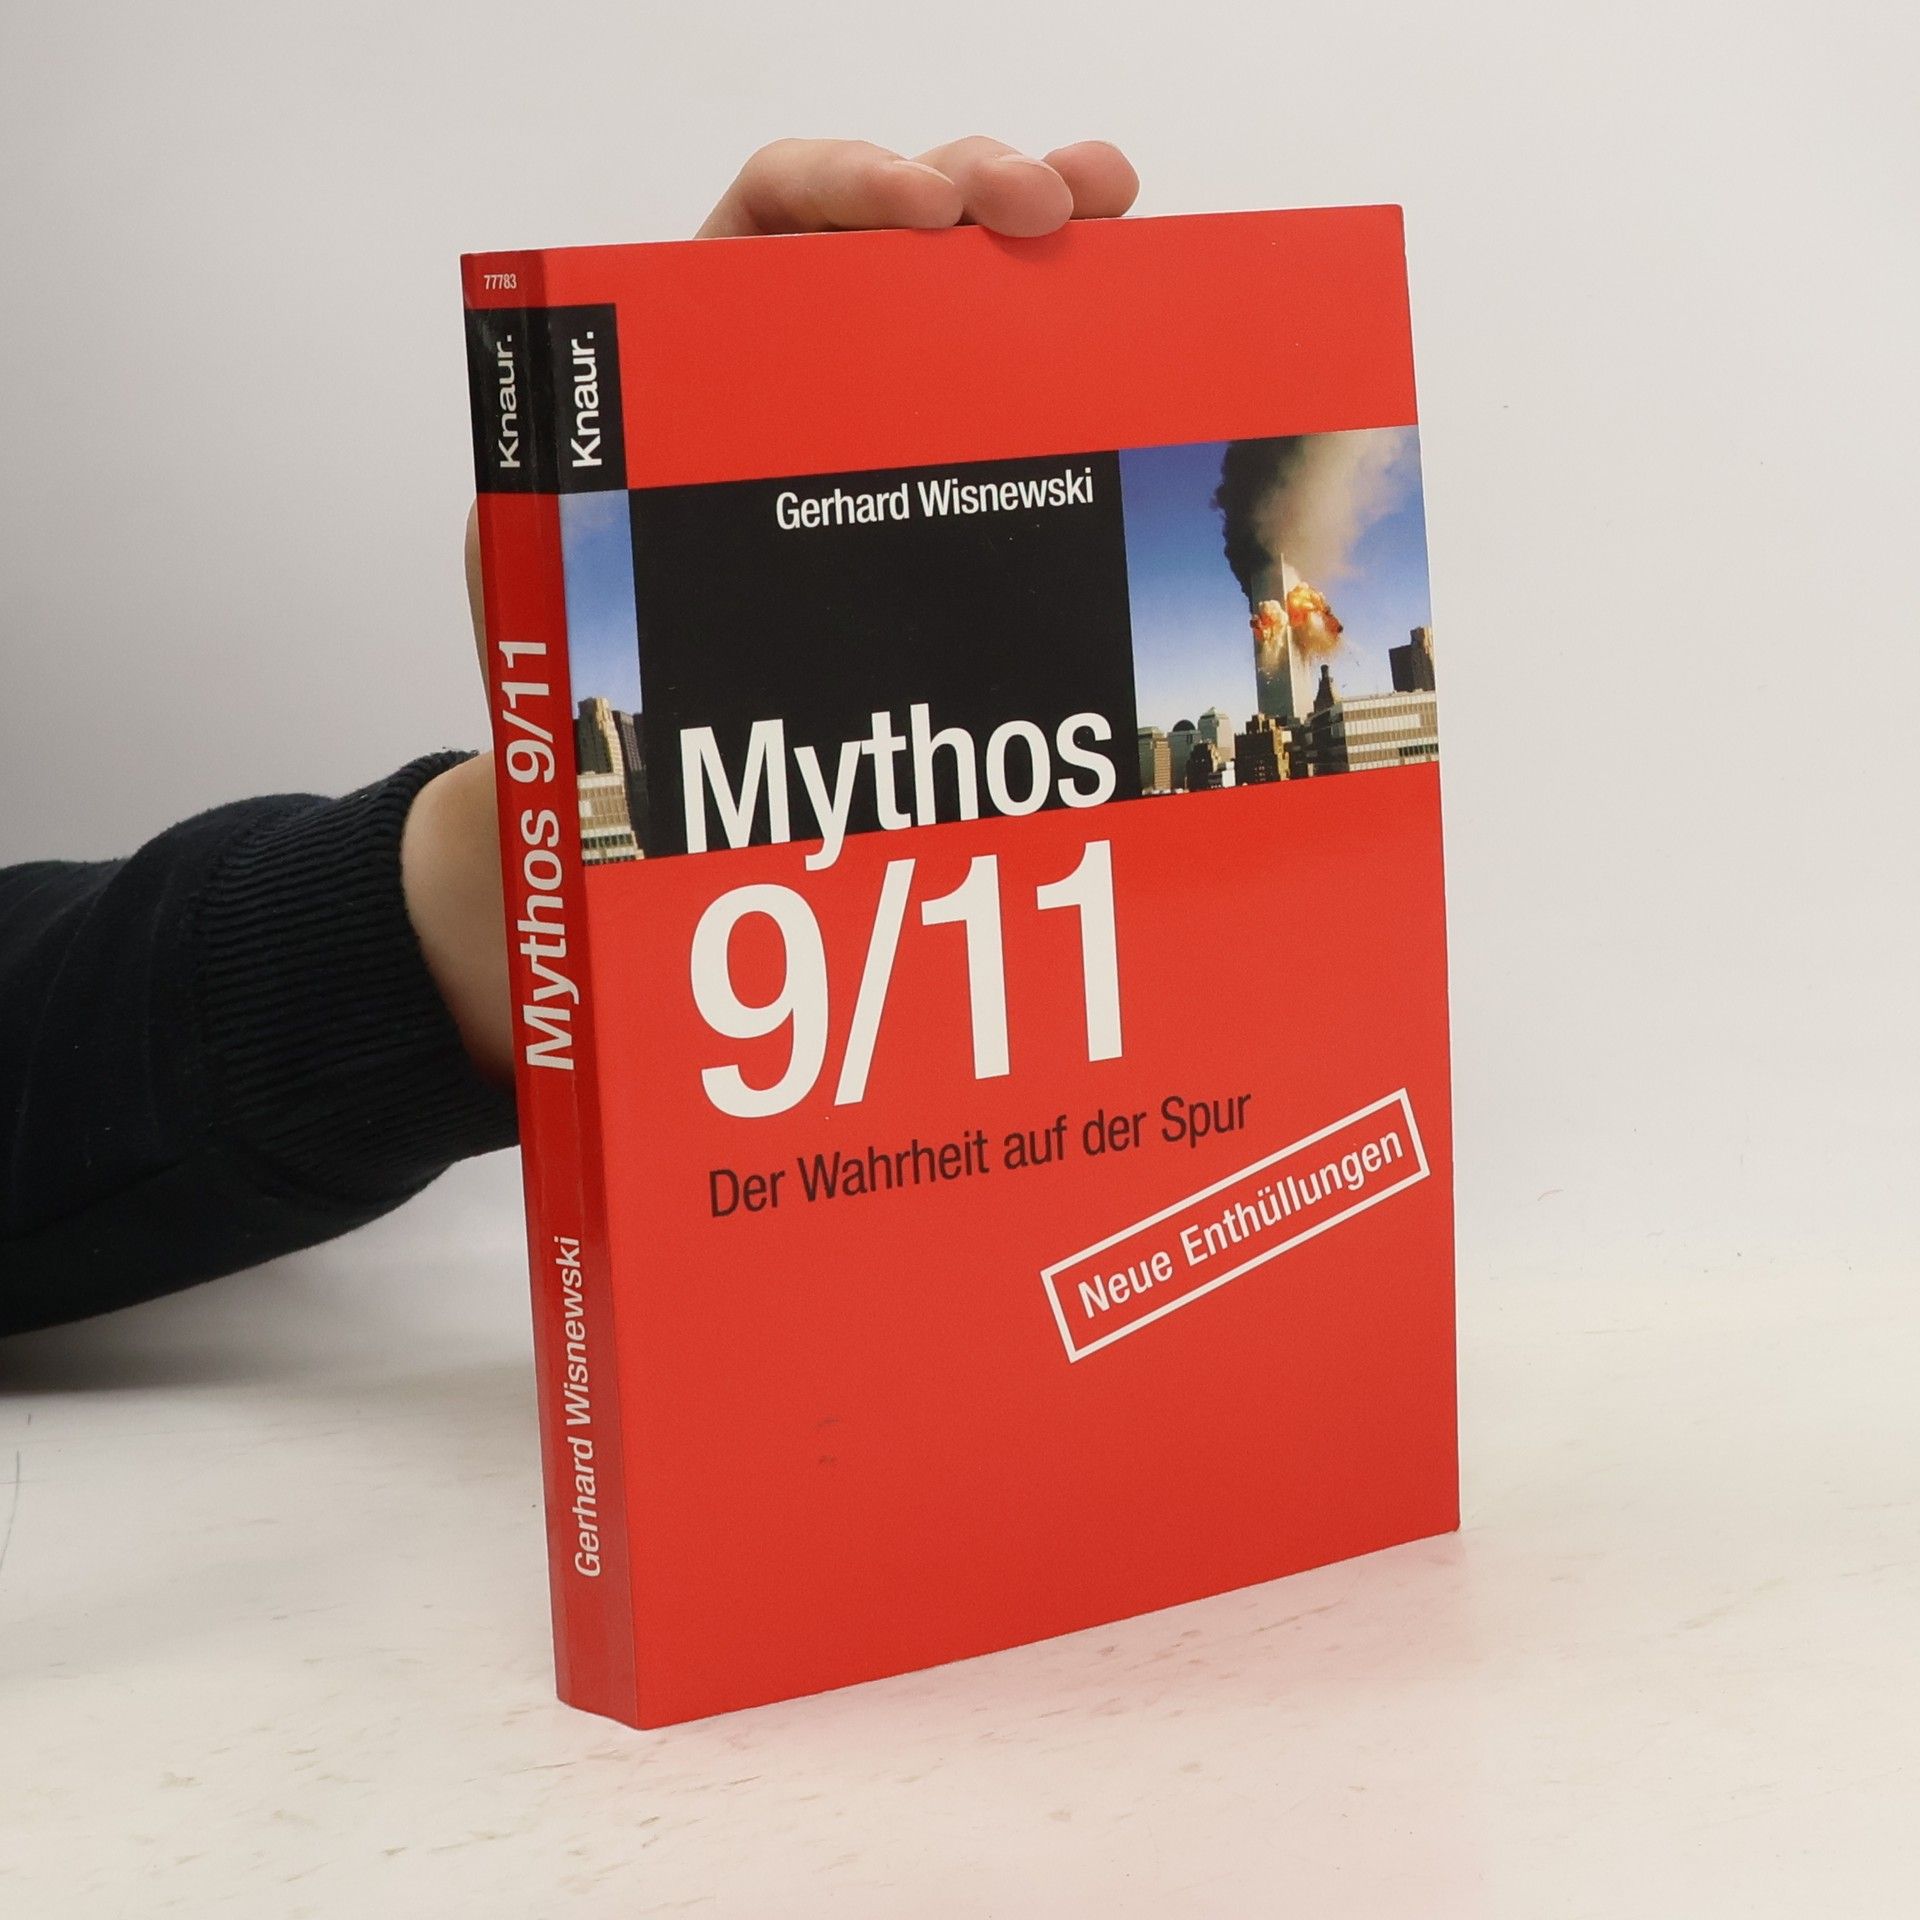 77783
Knaur.
Mythos 9/11
Gerhard Wisnewski
Knaur.
Gerhard Wisnewski
Mythos
9/11
Der Wahrheit auf der Spur
Neue Enthüllungen